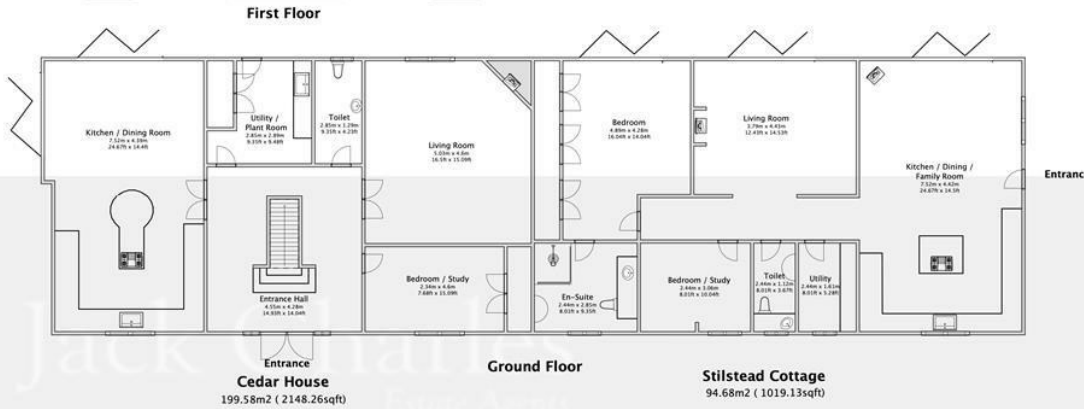 First Floor
Kitchen / Dining Room
7.52m x 4.39m
24.67ft x 14.4ft
Utility /
Plant Room
2.85m x 2.89m
9.35ft x 9.48ft
Toilet
2.85m x 1.29m
9.35ft x 4.23ft
Living Room
5.03m x 4.6m
16.5ft x 15.09ft
Bedroom
4.89m x 4.28m
16.04ft x 14.04ft
Living Room
3.79m x 4.43m
12.43ft x 14.53ft
Kitchen / Dining /
Family Room
7.52m x 4.42m
24.67ft x 14.5ft
Entranc
Entrance Hall
4.55m x 4.28m
14.93ft x 14.04ft
Bedroom / Study
2.34m x 4.6m
7.68ft x 15.09ft
En-Suite
2.44m x 2.85m
8.01ft x 9.35ft
Bedroom / Study
2.44m x 3.06m
8.01ft x 10.04ft
Toilet
2.44m x 1.12m
8.01ft x 3.67ft
Utility
2.44m x 1.61m
8.01ft x 5.28ft
Jack Charles
Estate Agents
Entrance
Ground Floor
Cedar House
199.58m2 ( 2148.26sqft)
Stilstead Cottage
94.68m2 ( 1019.13sqft)